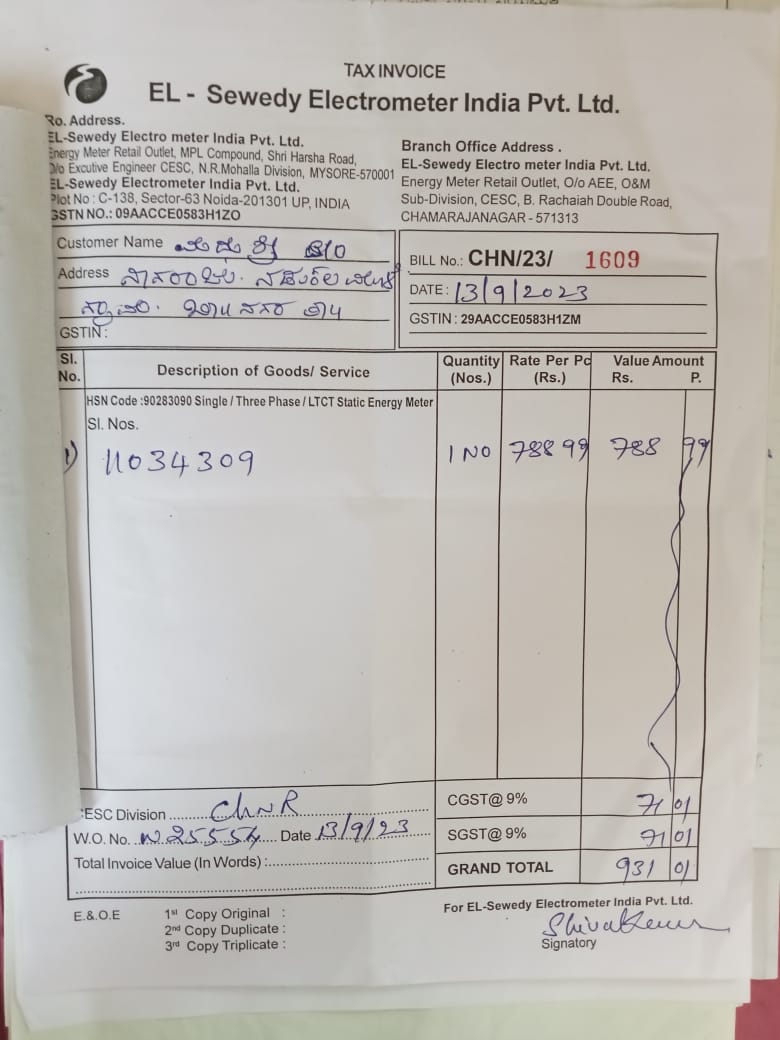 TAX INVOICE
EL - Sewedy Electrometer India Pvt. Ltd.
Ro. Address.
EL-Sewedy Electro meter India Pvt. Ltd.
Energy Meter Retail Outlet, MPL Compound, Shri Harsha Road,
O/o Excutive Engineer CESC, N.R.Mohalla Division, MYSORE-570001
EL-Sewedy Electrometer India Pvt. Ltd.
Plot No : C-138, Sector-63 Noida-201301 UP, INDIA
GSTN NO.: 09AACCE0583H1ZO
Branch Office Address .
EL-Sewedy Electro meter India Pvt. Ltd.
Energy Meter Retail Outlet, O/o AEE, O&M
Sub-Division, CESC, B. Rachaiah Double Road,
CHAMARAJANAGAR - 571313
Customer Name
Address
GSTIN :
BILL No.: CHN/23/ 1609
DATE : 13/9/2023
GSTIN : 29AACCE0583H1ZM
Sl. No. Description of Goods/ Service Quantity (Nos.) Rate Per Pc (Rs.) Value Amount Rs. P.
HSN Code :90283090 Single / Three Phase / LTCT Static Energy Meter
Sl. Nos.
1) 11034309 1 NO 788 99 788 99
CESC Division .......... ChNR
W.O. No. W25554 Date 13/9/23
Total Invoice Value (In Words) :
CGST@ 9% 71 01
SGST@ 9% 71 01
GRAND TOTAL 931 01
E.& O.E
1st Copy Original :
2nd Copy Duplicate :
3rd Copy Triplicate :
For EL-Sewedy Electrometer India Pvt. Ltd.
Shivakumar
Signatory